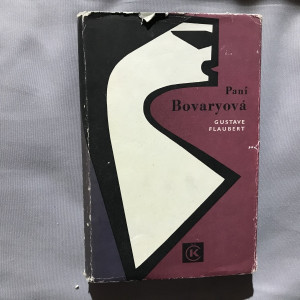 Paní
Bovaryová
GUSTAVE
FLAUBERT
K